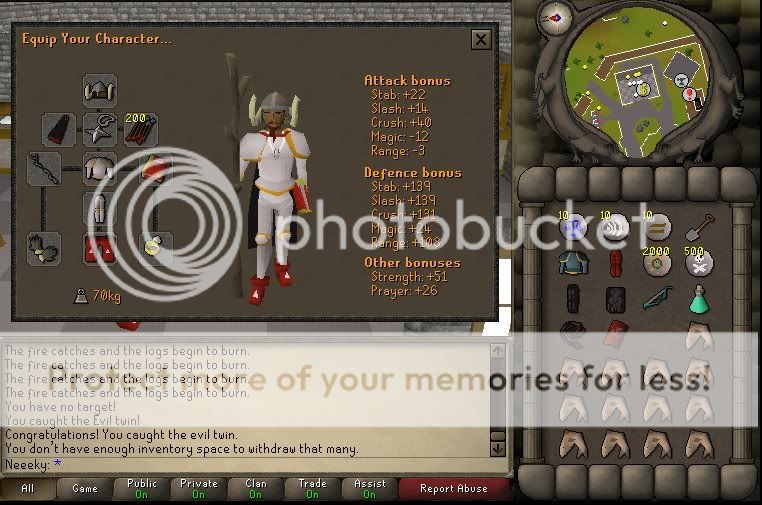 Equip Your Character...
200
Attack bonus
Stab: +22
Slash: +14
Crush: +40
Magic: -12
Range: -3
Defence bonus
Stab: +139
Slash: +139
Crush: +131
Magic: +24
Range: +108
Other bonuses
Strength: +51
Prayer: +26
70kg
10
10
10
2000
500
photobucket
Protect more of your memories for less!
The fire catches and the logs begin to burn.
The fire catches and the logs begin to burn.
The fire catches and the logs begin to burn.
The fire catches and the logs begin to burn.
You have no target!
You caught the Evil twin!
Congratulations! You caught the evil twin.
You don't have enough inventory space to withdraw that many.
Neeeky: *
All
Game
Public
On
Private
On
Clan
On
Trade
On
Assist
On
Report Abuse